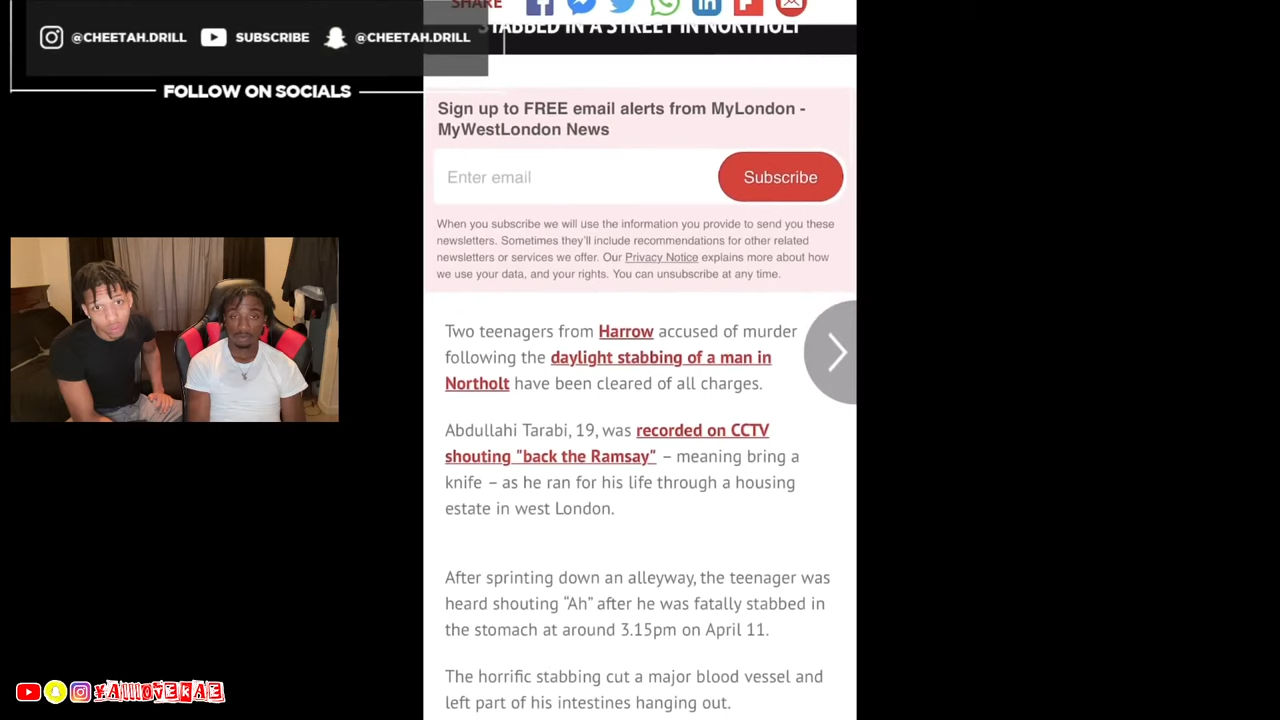 SHARE
STABBED IN A STREET IN NORTHOLT
@CHEETAH.DRILL SUBSCRIBE @CHEETAH.DRILL
FOLLOW ON SOCIALS
Sign up to FREE email alerts from MyLondon -
MyWestLondon News
Enter email
Subscribe
When you subscribe we will use the information you provide to send you these
newsletters. Sometimes they'll include recommendations for other related
newsletters or services we offer. Our Privacy Notice explains more about how
we use your data, and your rights. You can unsubscribe at any time.
Two teenagers from Harrow accused of murder
following the daylight stabbing of a man in
Northolt have been cleared of all charges.
Abdullahi Tarabi, 19, was recorded on CCTV
shouting "back the Ramsay" – meaning bring a
knife – as he ran for his life through a housing
estate in west London.
After sprinting down an alleyway, the teenager was
heard shouting “Ah” after he was fatally stabbed in
the stomach at around 3.15pm on April 11.
The horrific stabbing cut a major blood vessel and
left part of his intestines hanging out.